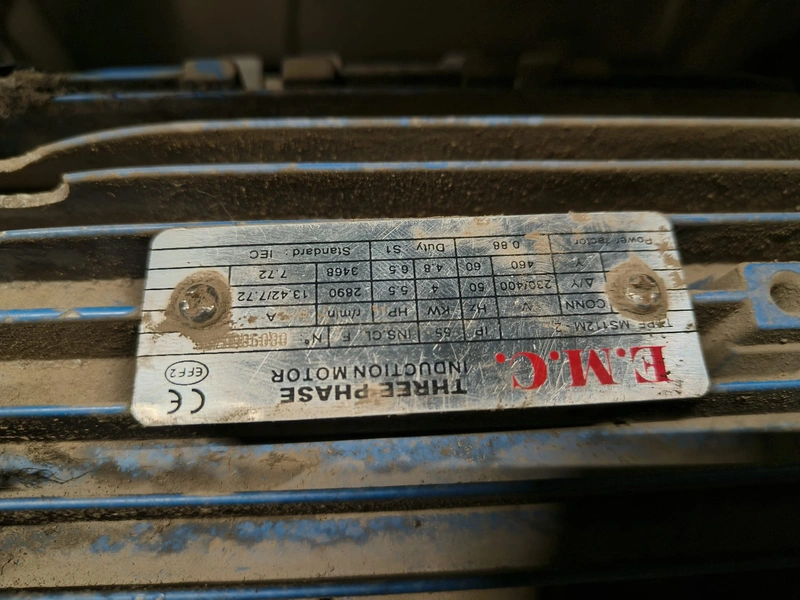 E.M.C. THREE-PHASE INDUCTION MOTOR CE EFF2
TYPE MS112M-2 IP 55 INS.CL F N°
CONN V Hz KW HP r/min A
Δ/Y 230/400 50 4 5.5 2890 13.42/7.72
Y 460 60 4.8 6.5 3468 7.72
Power factor 0.88 Duty S1 Standard : IEC